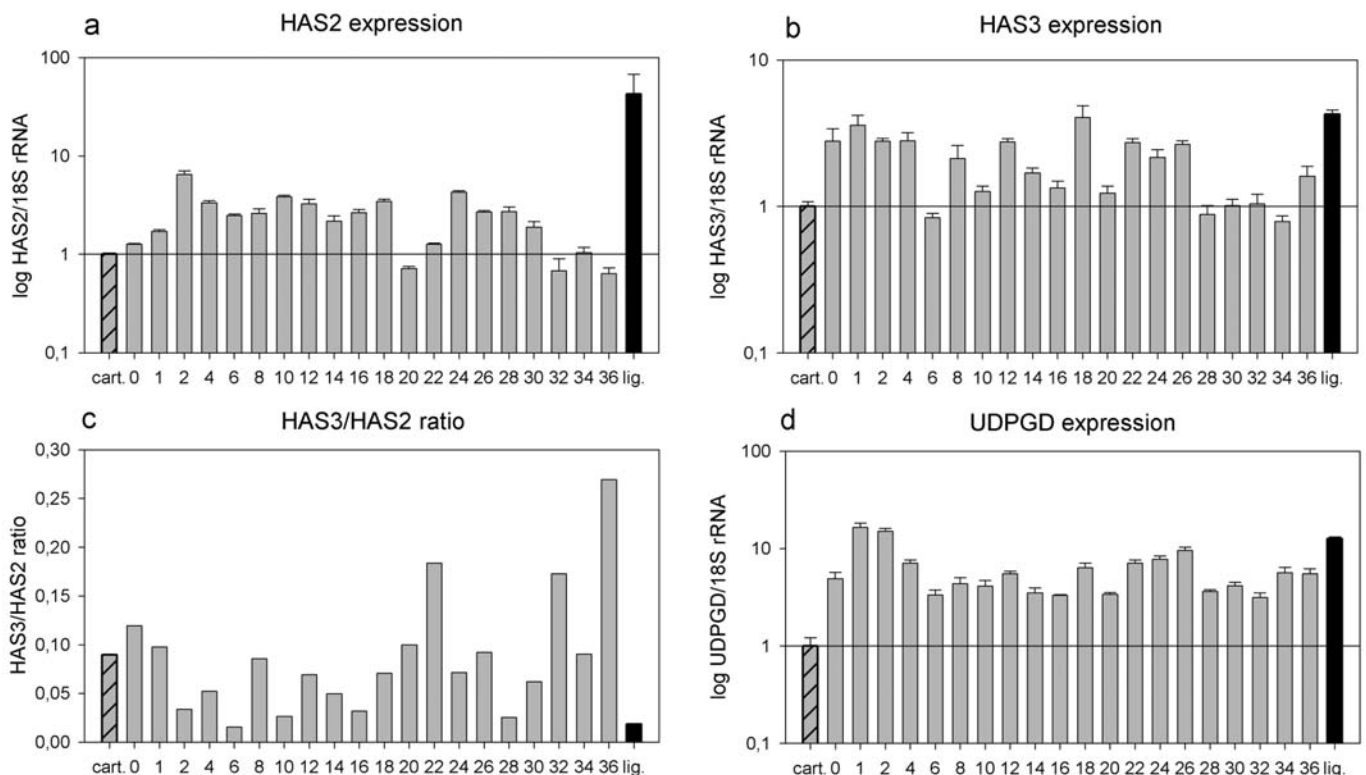 a HAS2 expression
log HAS2/18S rRNA
100
10
1
0,1
cart. 0 1 2 4 6 8 10 12 14 16 18 20 22 24 26 28 30 32 34 36 lig.
b HAS3 expression
log HAS3/18S rRNA
10
1
0,1
cart. 0 1 2 4 6 8 10 12 14 16 18 20 22 24 26 28 30 32 34 36 lig.
c HAS3/HAS2 ratio
HAS3/HAS2 ratio
0,30
0,25
0,20
0,15
0,10
0,05
0,00
cart. 0 1 2 4 6 8 10 12 14 16 18 20 22 24 26 28 30 32 34 36 lig.
d UDPGD expression
log UDPGD/18S rRNA
100
10
1
0,1
cart. 0 1 2 4 6 8 10 12 14 16 18 20 22 24 26 28 30 32 34 36 lig.